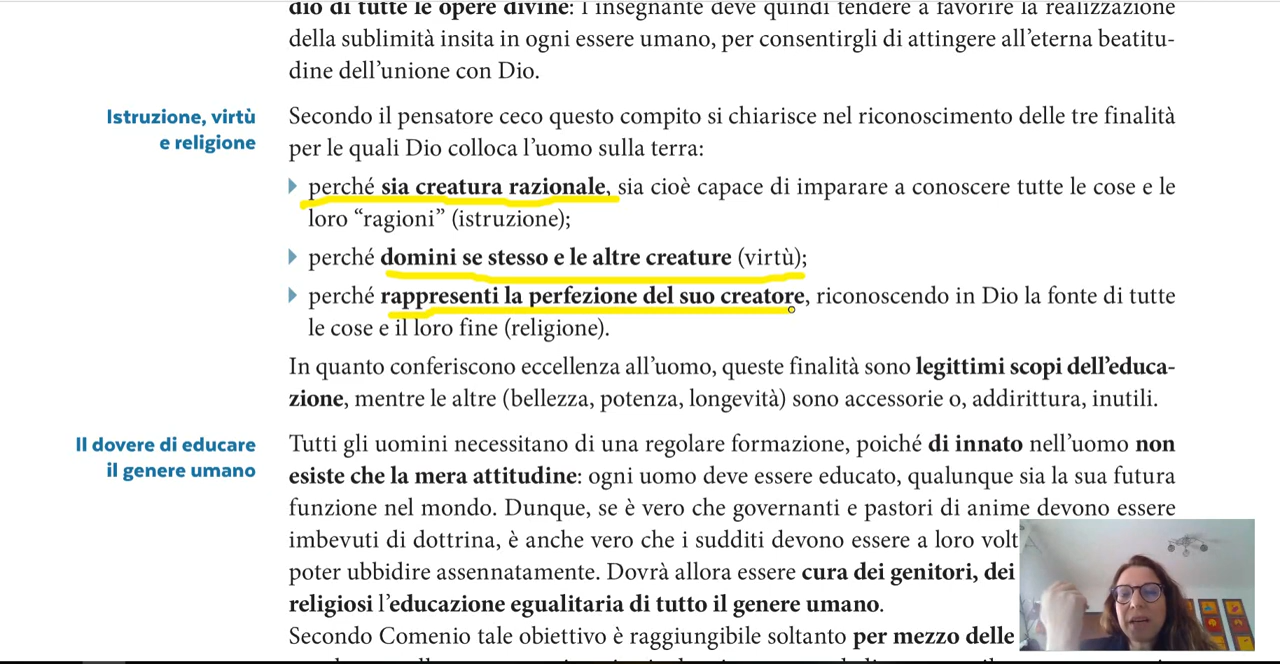 dio di tutte le opere divine: l'insegnante deve quindi tendere a favorire la realizzazione
della sublimità insita in ogni essere umano, per consentirgli di attingere all'eterna beatitu-
dine dell'unione con Dio.
Istruzione, virtù
e religione
Secondo il pensatore ceco questo compito si chiarisce nel riconoscimento delle tre finalità
per le quali Dio colloca l'uomo sulla terra:
perché sia creatura razionale, sia cioè capace di imparare a conoscere tutte le cose e le
loro “ragioni” (istruzione);
perché domini se stesso e le altre creature (virtù);
perché rappresenti la perfezione del suo creatore, riconoscendo in Dio la fonte di tutte
le cose e il loro fine (religione).
In quanto conferiscono eccellenza all'uomo, queste finalità sono legittimi scopi dell'educa-
zione, mentre le altre (bellezza, potenza, longevità) sono accessorie o, addirittura, inutili.
Il dovere di educare
il genere umano
Tutti gli uomini necessitano di una regolare formazione, poiché di innato nell'uomo non
esiste che la mera attitudine: ogni uomo deve essere educato, qualunque sia la sua futura
funzione nel mondo. Dunque, se è vero che governanti e pastori di anime devono essere
imbevuti di dottrina, è anche vero che i sudditi devono essere a loro volt
poter ubbidire assennatamente. Dovrà allora essere cura dei genitori, dei
religiosi l'educazione egualitaria di tutto il genere umano.
Secondo Comenio tale obiettivo è raggiungibile soltanto per mezzo delle